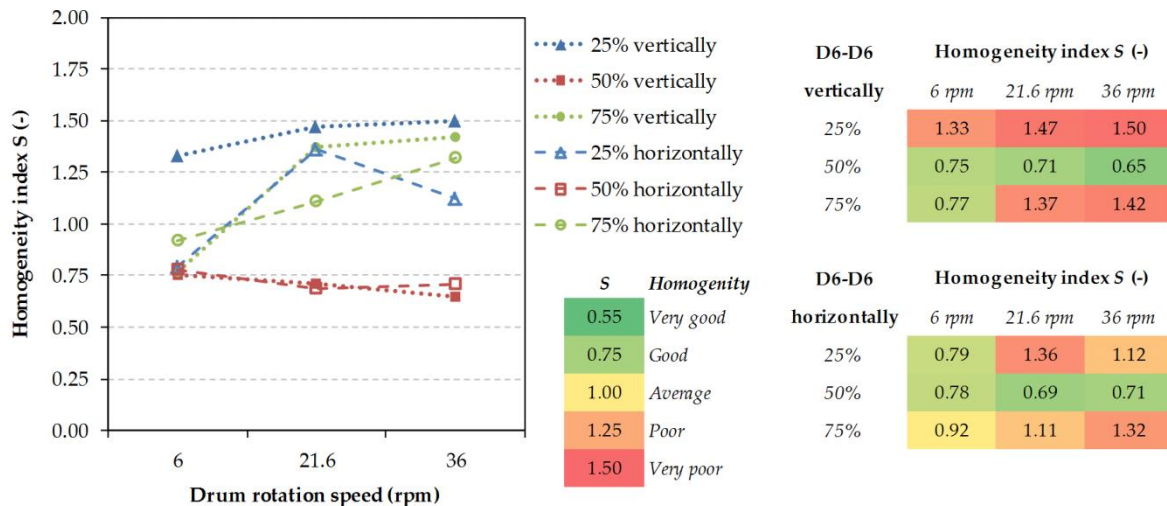 2.00
1.75
1.50
1.25
1.00
0.75
0.50
0.25
0.00
Homogeneity index S (-)
6 21.6 36
Drum rotation speed (rpm)
25% vertically
50% vertically
75% vertically
25% horizontally
50% horizontally
75% horizontally
S Homogenity
0.55 Very good
0.75 Good
1.00 Average
1.25 Poor
1.50 Very poor
D6-D6 Homogeneity index S (-)
vertically 6 rpm 21.6 rpm 36 rpm
25% 1.33 1.47 1.50
50% 0.75 0.71 0.65
75% 0.77 1.37 1.42
D6-D6 Homogeneity index S (-)
horizontally 6 rpm 21.6 rpm 36 rpm
25% 0.79 1.36 1.12
50% 0.78 0.69 0.71
75% 0.92 1.11 1.32